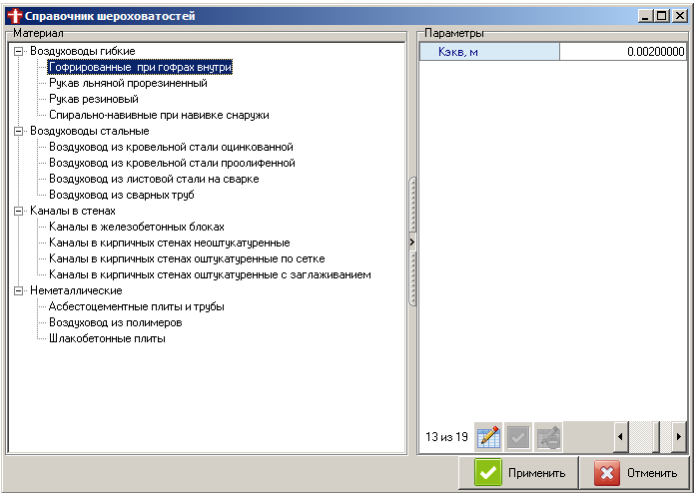 Справочник шероховатостей
Материал
Воздуховоды гибкие
Гофрированные при гофрах внутри
Рукав льняной прорезиненный
Рукав резиновый
Спирально-навивные при навивке снаружи
Воздуховоды стальные
Воздуховод из кровельной стали оцинкованной
Воздуховод из кровельной стали проолифенной
Воздуховод из листовой стали на сварке
Воздуховод из сварных труб
Каналы в стенах
Каналы в железобетонных блоках
Каналы в кирпичных стенах неоштукатуренные
Каналы в кирпичных стенах оштукатуренные по сетке
Каналы в кирпичных стенах оштукатуренные с заглаживанием
Неметаллические
Асбестоцементные плиты и трубы
Воздуховод из полимеров
Шлакобетонные плиты
Параметры
Кэкв, м 0.00200000
13 из 19
Применить Отменить